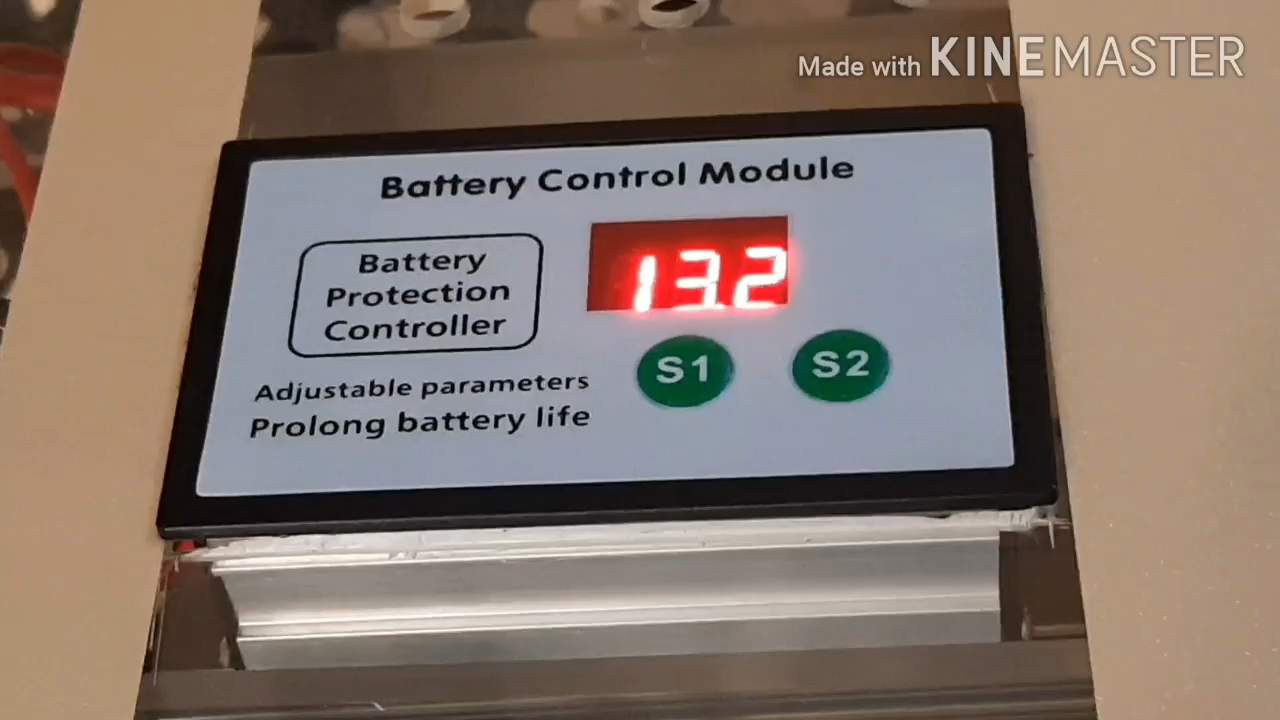 Made with KINEMASTER
Battery Control Module
Battery
Protection
Controller
13.2
S1 S2
Adjustable parameters
Prolong battery life